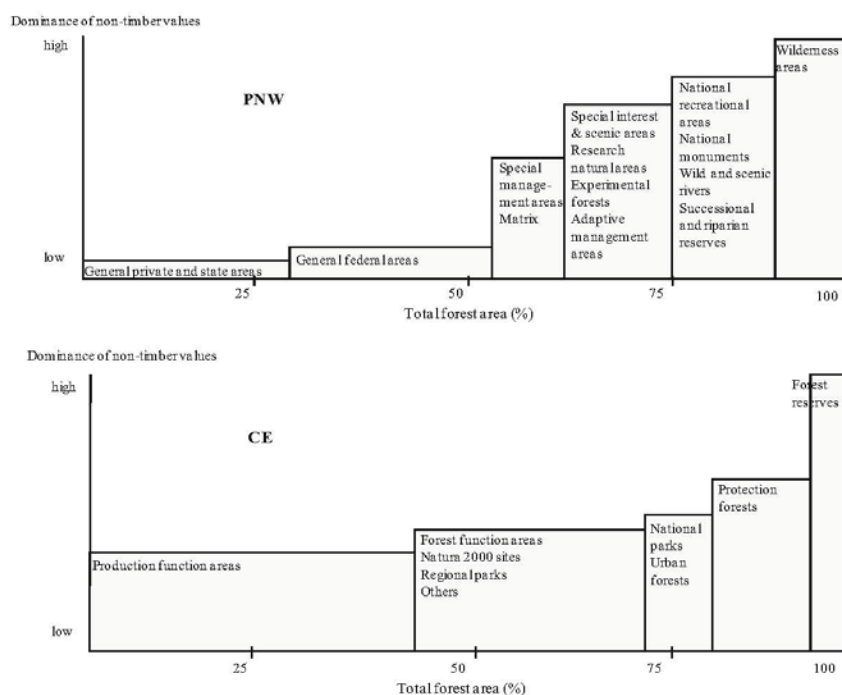 Dominance of non-timber values
high
PNW
low
General private and state areas
General federal areas
Special
manage-
ment areas
Matrix
Special interest
& scenic areas
Research
natural areas
Experimental
forests
Adaptive
management
areas
National
recreational
areas
National
monuments
Wild and scenic
rivers
Successional
and riparian
reserves
Wilderness
areas
25
50
75
100
Total forest area (%)
Dominance of non-timber values
high
CE
low
Production function areas
Forest function areas
Natura 2000 sites
Regional parks
Others
National
parks
Urban
forests
Protection
forests
Forest
reserves
25
50
75
100
Total forest area (%)